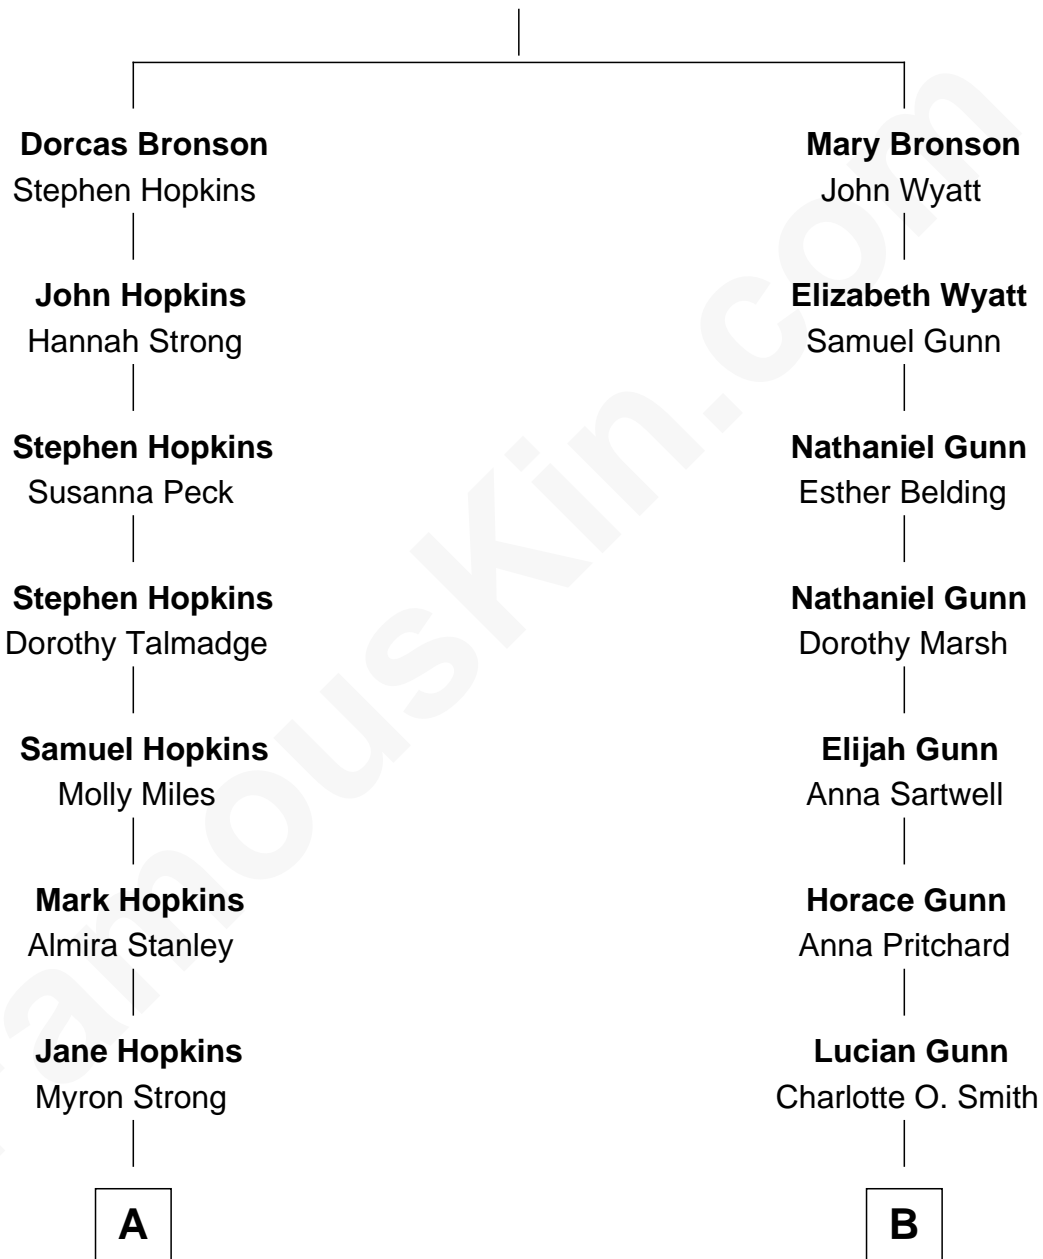 Dorcas Bronson
Stephen Hopkins
John Hopkins
Hannah Strong
Stephen Hopkins
Susanna Peck
Stephen Hopkins
Dorothy Talmadge
Samuel Hopkins
Molly Miles
Mark Hopkins
Almira Stanley
Jane Hopkins
Myron Strong
A
Mary Bronson
John Wyatt
Elizabeth Wyatt
Samuel Gunn
Nathaniel Gunn
Esther Belding
Nathaniel Gunn
Dorothy Marsh
Elijah Gunn
Anna Sartwell
Horace Gunn
Anna Pritchard
Lucian Gunn
Charlotte O. Smith
B
FamousKin.com